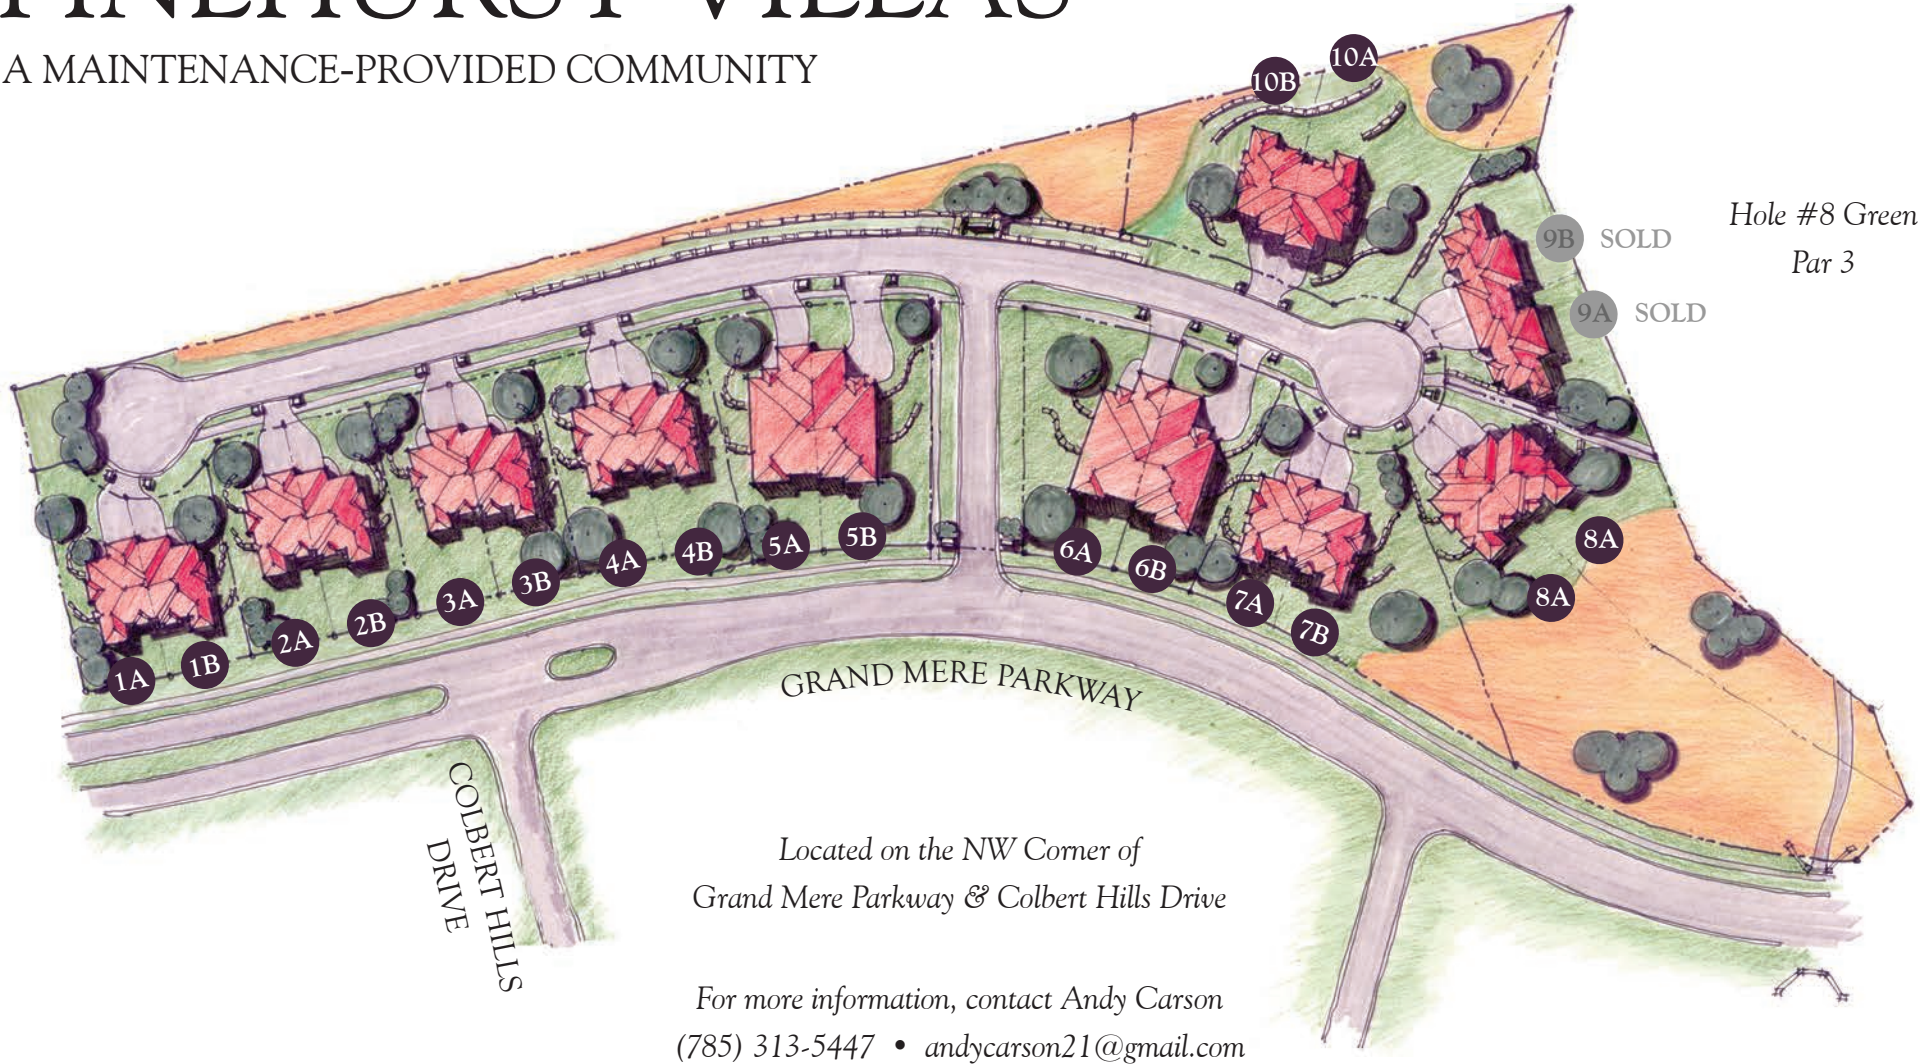 PINEHURST VILLAS
A MAINTENANCE-PROVIDED COMMUNITY
10A
10B
9B SOLD
9A SOLD
Hole #8 Green
Par 3
1A
1B
2A
2B
3A
3B
4A
4B
5A
5B
6A
6B
7A
7B
8A
8A
GRAND MERE PARKWAY
COLBERT HILLS
DRIVE
Located on the NW Corner of
Grand Mere Parkway & Colbert Hills Drive
For more information, contact Andy Carson
(785) 313-5447 • andycarson21@gmail.com